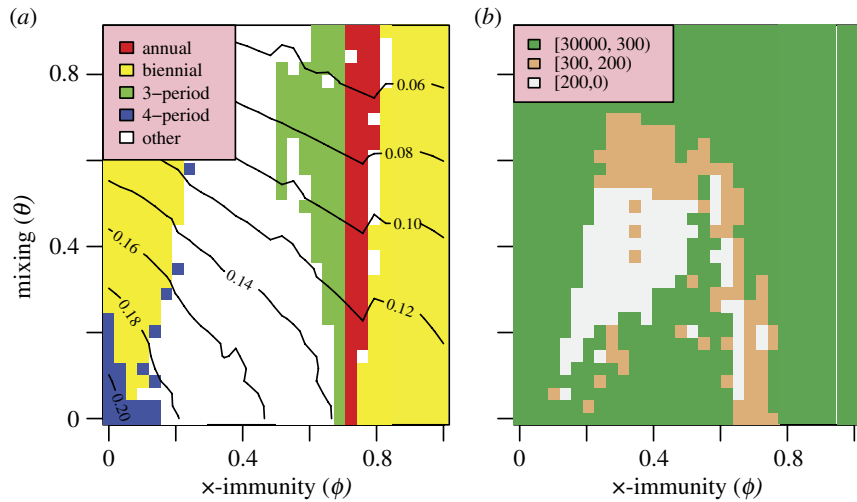 (a)
annual
biennial
3−period
4−period
other
0.06
0.08
0.10
0.12
0.14
0.16
0.18
0.20
0.8
0.4
0
mixing (θ)
0 0.4 0.8
×-immunity (ϕ)
(b)
[30000, 300)
[300, 200)
[200,0)
0 0.4 0.8
×-immunity (ϕ)